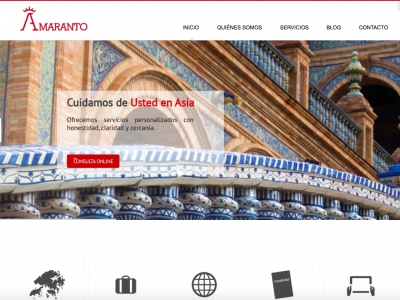 AMARANTO
INICIO QUIÉNES SOMOS SERVICIOS BLOG CONTACTO
Cuidamos de Usted en Asia
Ofrecemos servicios personalizados con
honestidad, claridad y cercania.
CONSULTA ONLINE